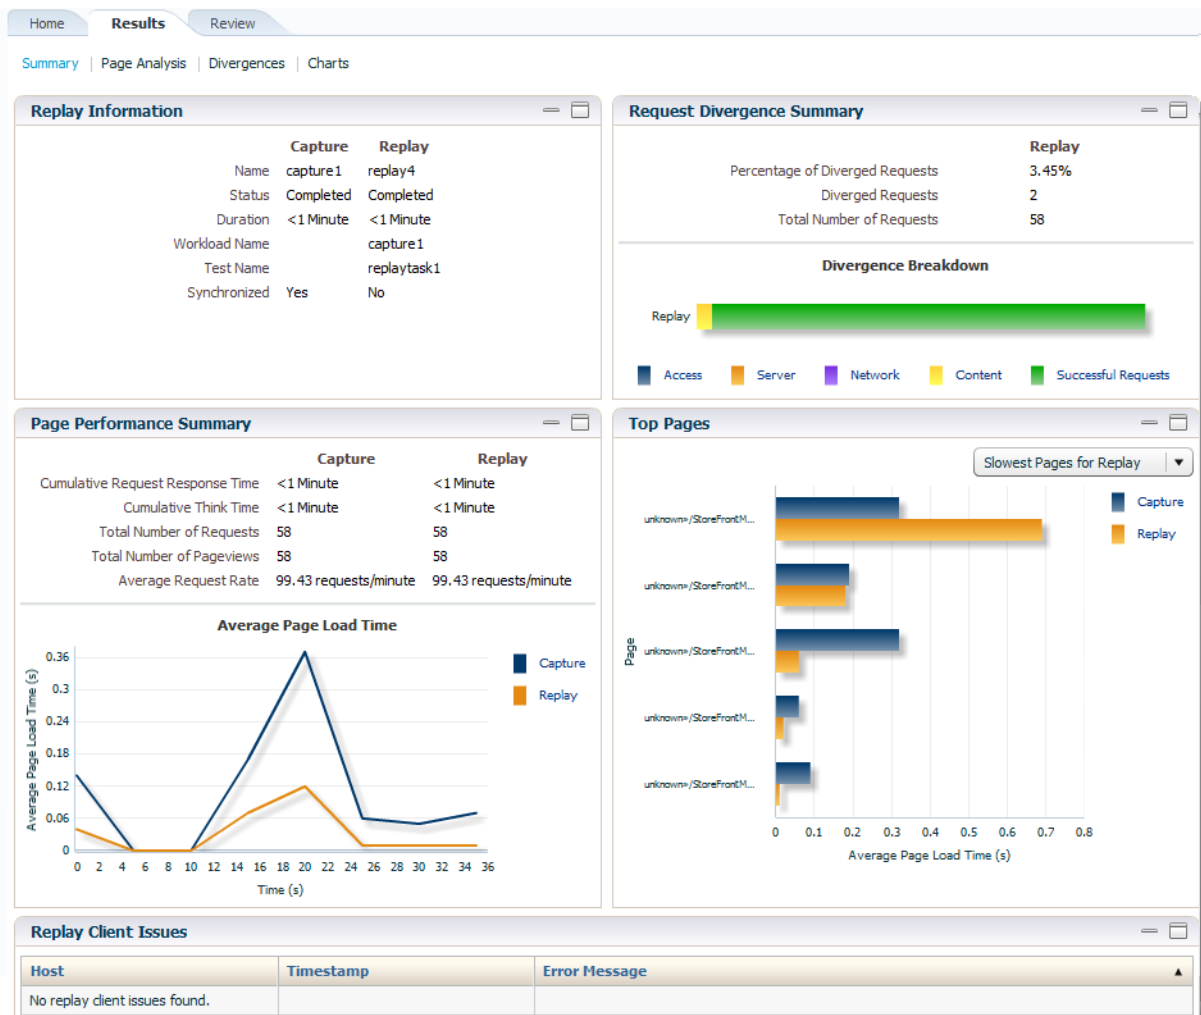 Home Results Review
Summary | Page Analysis | Divergences | Charts
Replay Information
Capture Replay
Name capture1 replay4
Status Completed Completed
Duration <1 Minute <1 Minute
Workload Name capture1
Test Name replaytask1
Synchronized Yes No
Request Divergence Summary
Replay
Percentage of Diverged Requests 3.45%
Diverged Requests 2
Total Number of Requests 58
Divergence Breakdown
Replay
Access Server Network Content Successful Requests
Page Performance Summary
Capture Replay
Cumulative Request Response Time <1 Minute <1 Minute
Cumulative Think Time <1 Minute <1 Minute
Total Number of Requests 58 58
Total Number of Pageviews 58 58
Average Request Rate 99.43 requests/minute 99.43 requests/minute
Average Page Load Time
Average Page Load Time (s)
0.36
0.3
0.24
0.18
0.12
0.06
0
0 2 4 6 8 10 12 14 16 18 20 22 24 26 28 30 32 34 36
Time (s)
Capture
Replay
Top Pages
Slowest Pages for Replay
Page
unknown»/StoreFrontM...
unknown»/StoreFrontM...
unknown»/StoreFrontM...
unknown»/StoreFrontM...
unknown»/StoreFrontM...
0 0.1 0.2 0.3 0.4 0.5 0.6 0.7 0.8
Average Page Load Time (s)
Capture
Replay
Replay Client Issues
Host Timestamp Error Message
No replay client issues found.